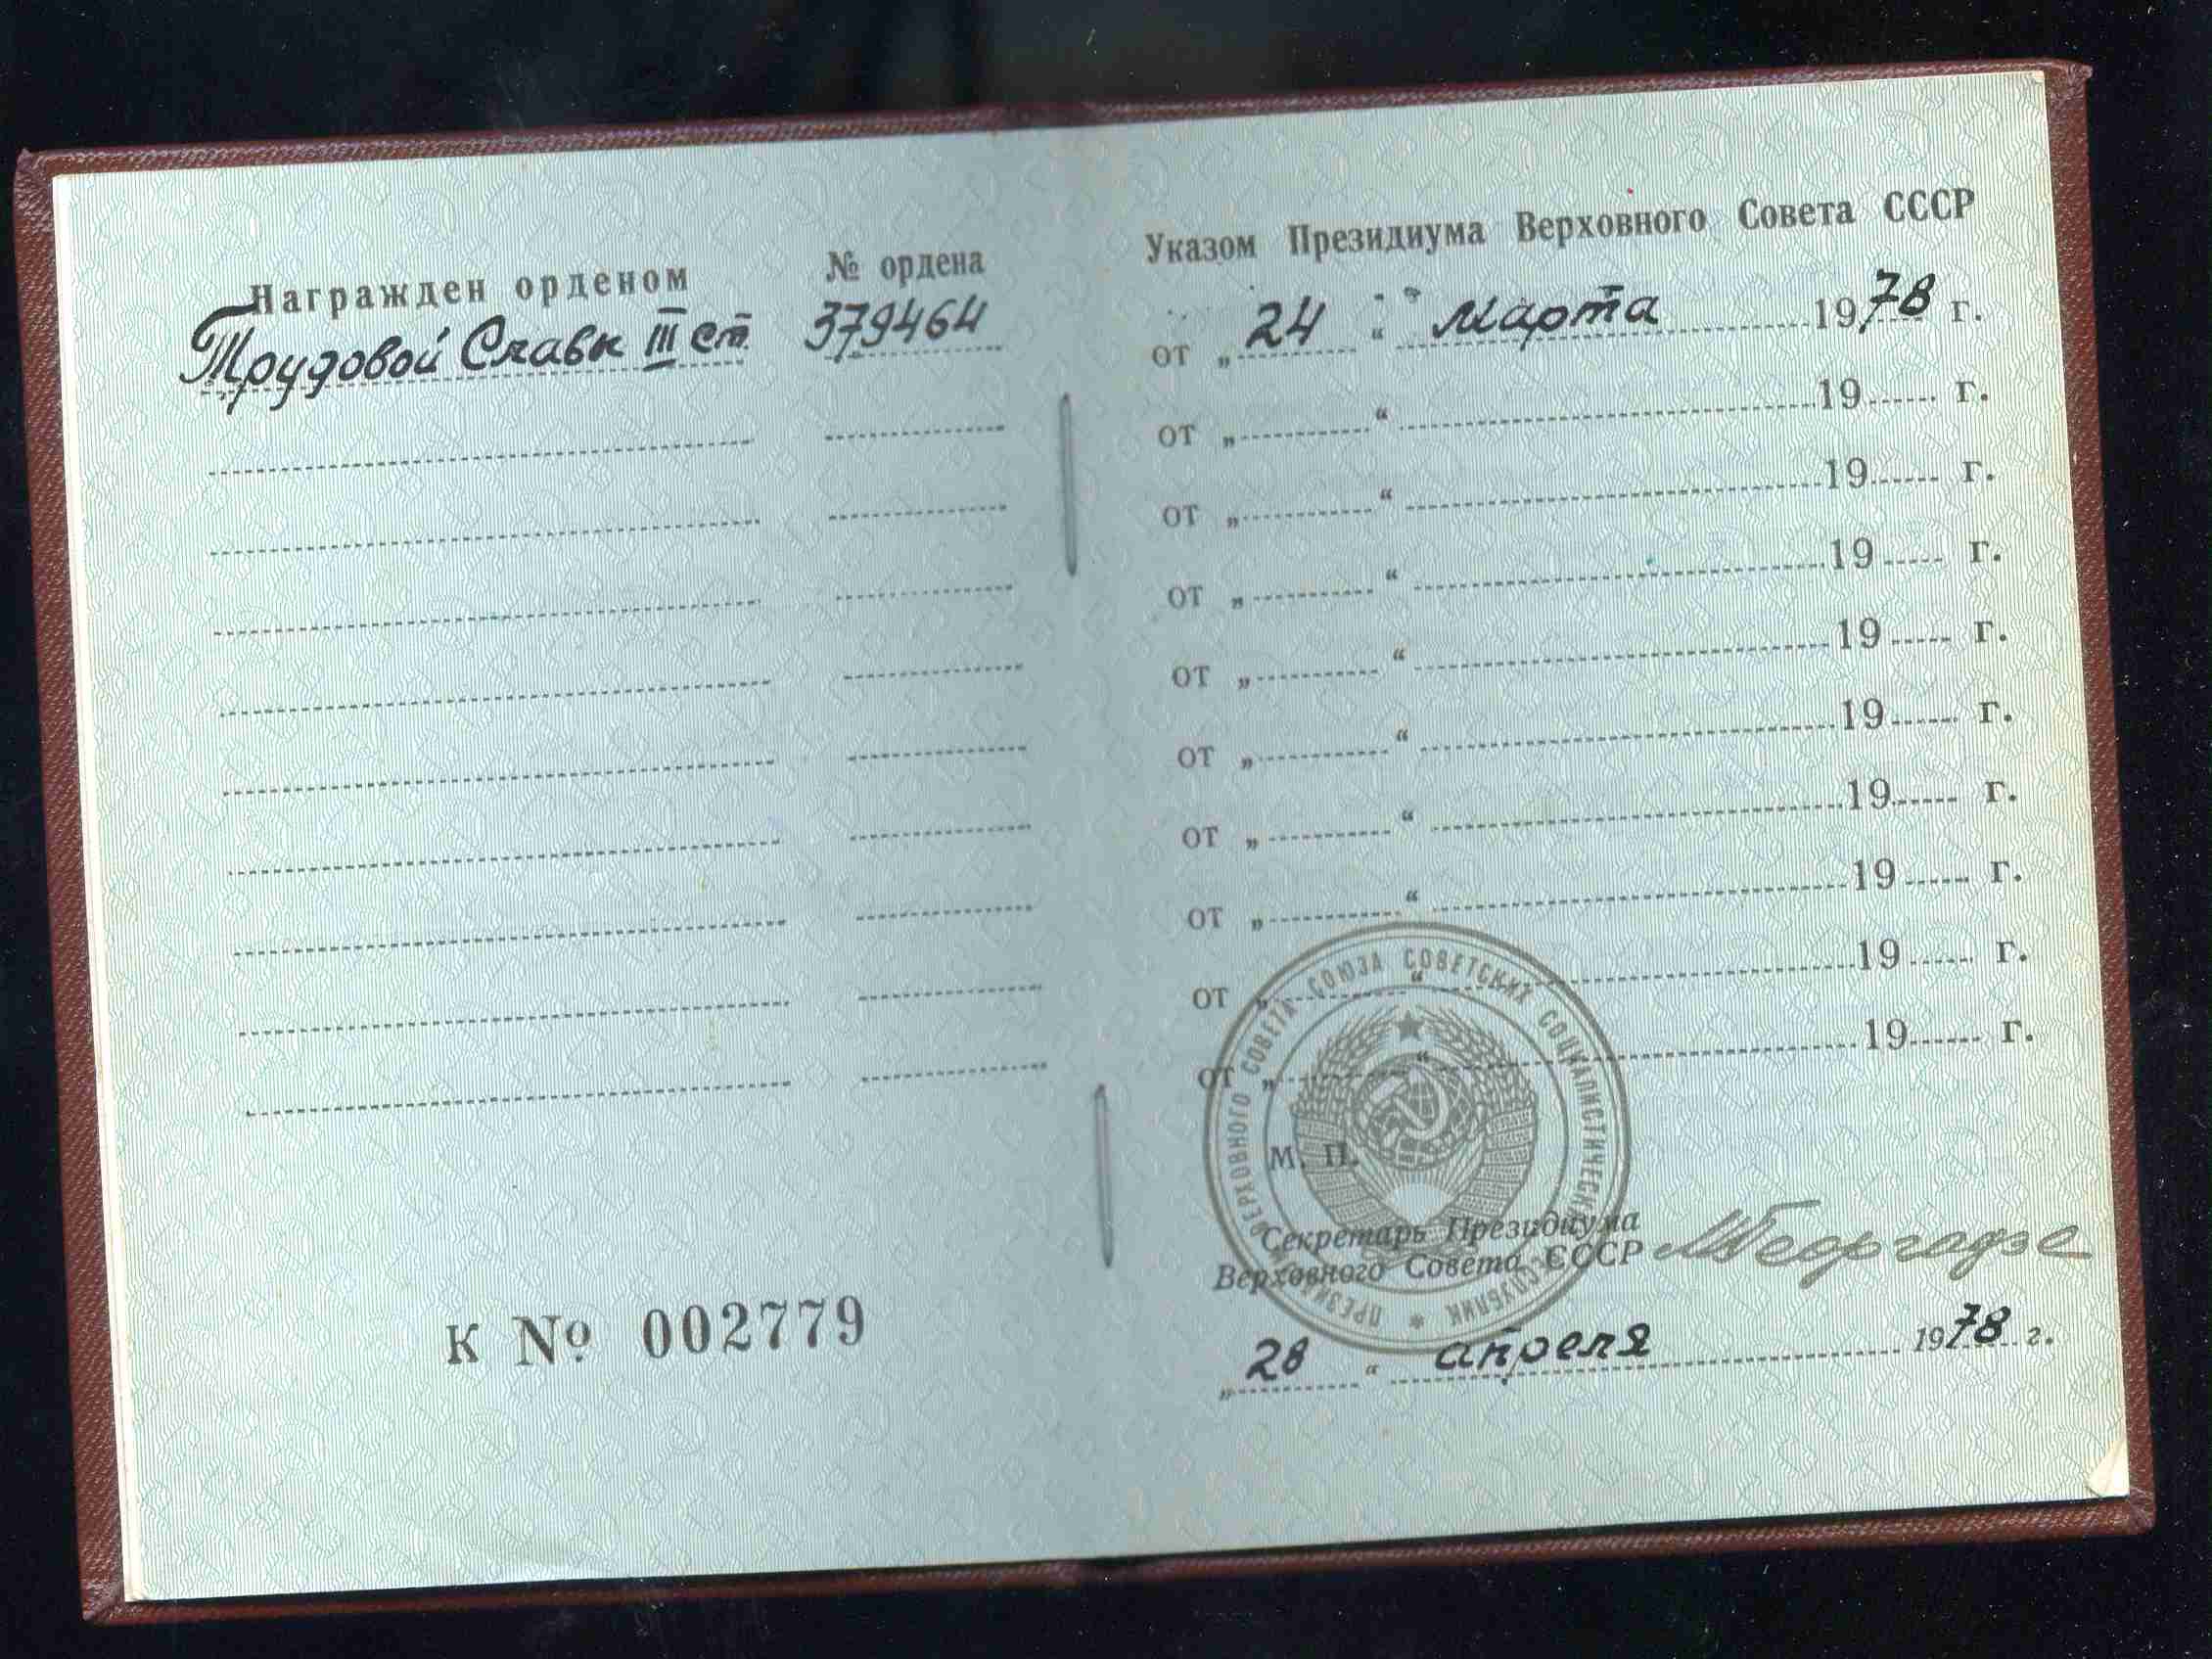 Награжден орденом № ордена
Трудовой Славы III ст. 379464
К № 002779
Указом Президиума Верховного Совета СССР
от „ 24 “ марта 1978 г.
от „ “ 19 г.
от „ “ 19 г.
от „ “ 19 г.
от „ “ 19 г.
от „ “ 19 г.
от „ “ 19 г.
от „ “ 19 г.
от „ “ 19 г.
от „ “ 19 г.
М. П.
ПРЕЗИДИУМ ВЕРХОВНОГО СОВЕТА СОЮЗА СОВЕТСКИХ СОЦИАЛИСТИЧЕСКИХ РЕСПУБЛИК *
Секретарь Президиума
Верховного Совета СССР МГеоргадзе
„ 28 “ апреля 1978 г.